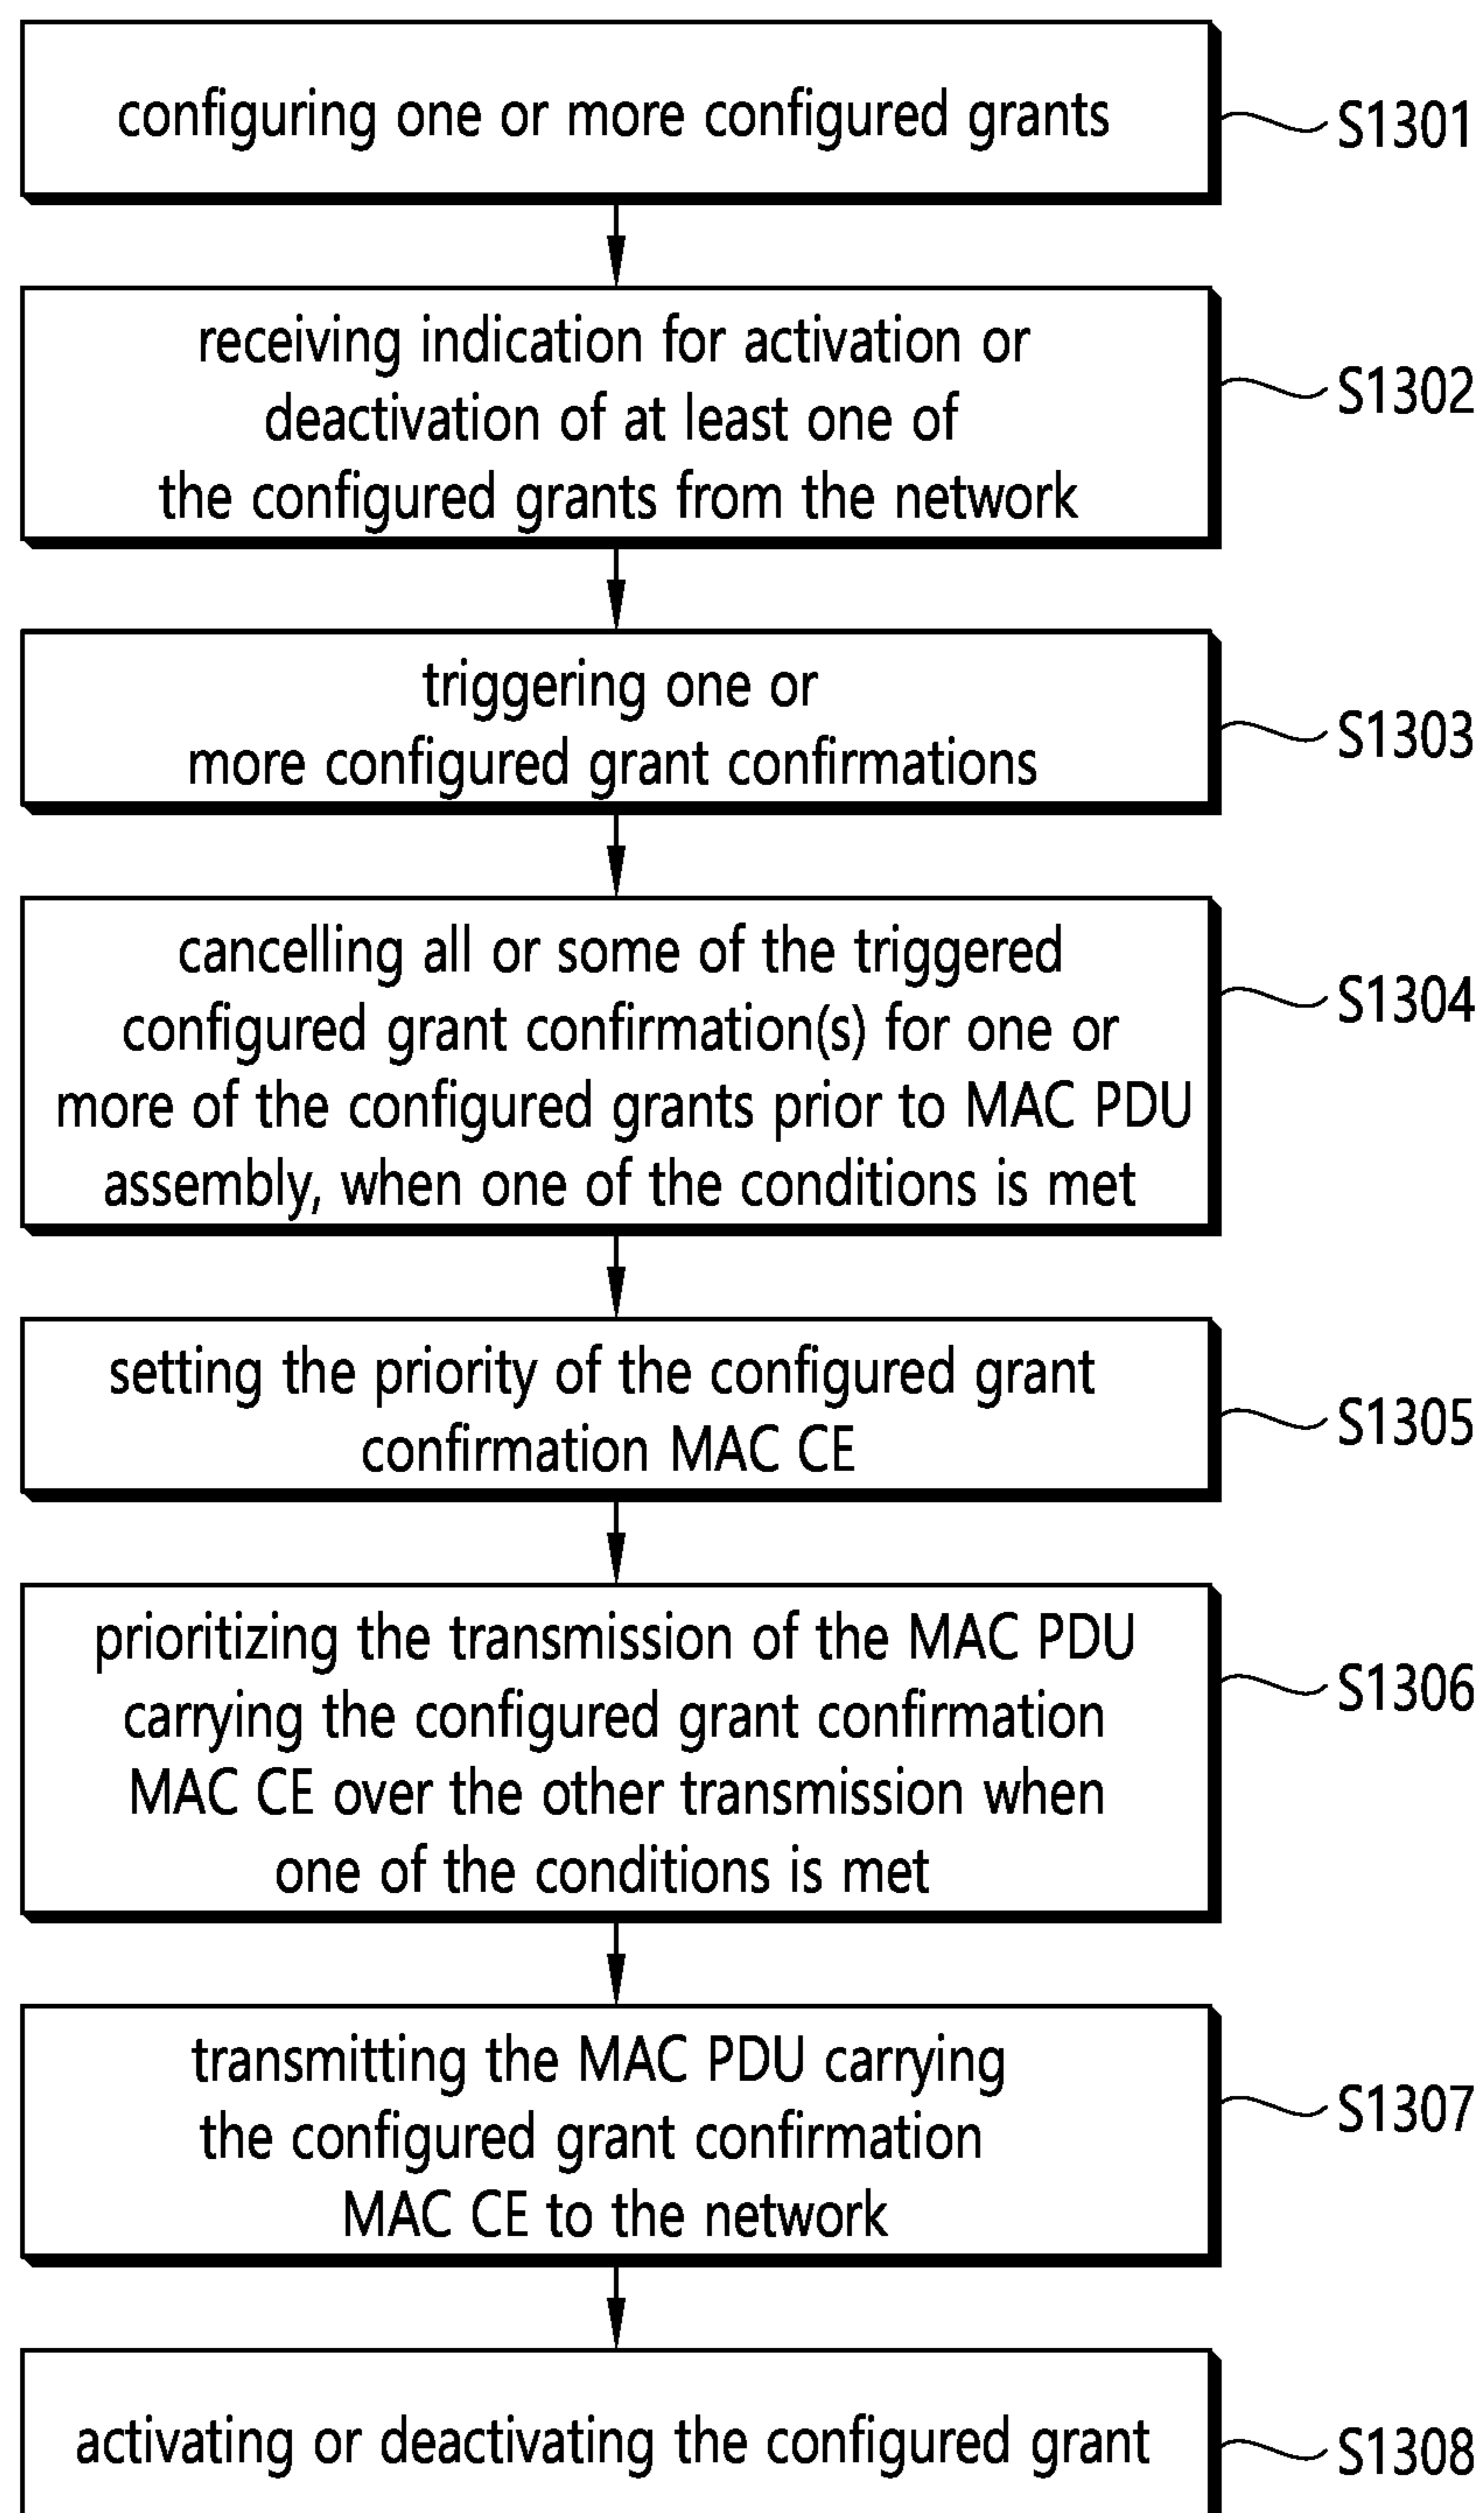 configuring one or more configured grants
S1301
receiving indication for activation or
deactivation of at least one of
the configured grants from the network
S1302
triggering one or
more configured grant confirmations
S1303
cancelling all or some of the triggered
configured grant confirmation(s) for one or
more of the configured grants prior to MAC PDU
assembly, when one of the conditions is met
S1304
setting the priority of the configured grant
confirmation MAC CE
S1305
prioritizing the transmission of the MAC PDU
carrying the configured grant confirmation
MAC CE over the other transmission when
one of the conditions is met
S1306
transmitting the MAC PDU carrying
the configured grant confirmation
MAC CE to the network
S1307
activating or deactivating the configured grant
S1308